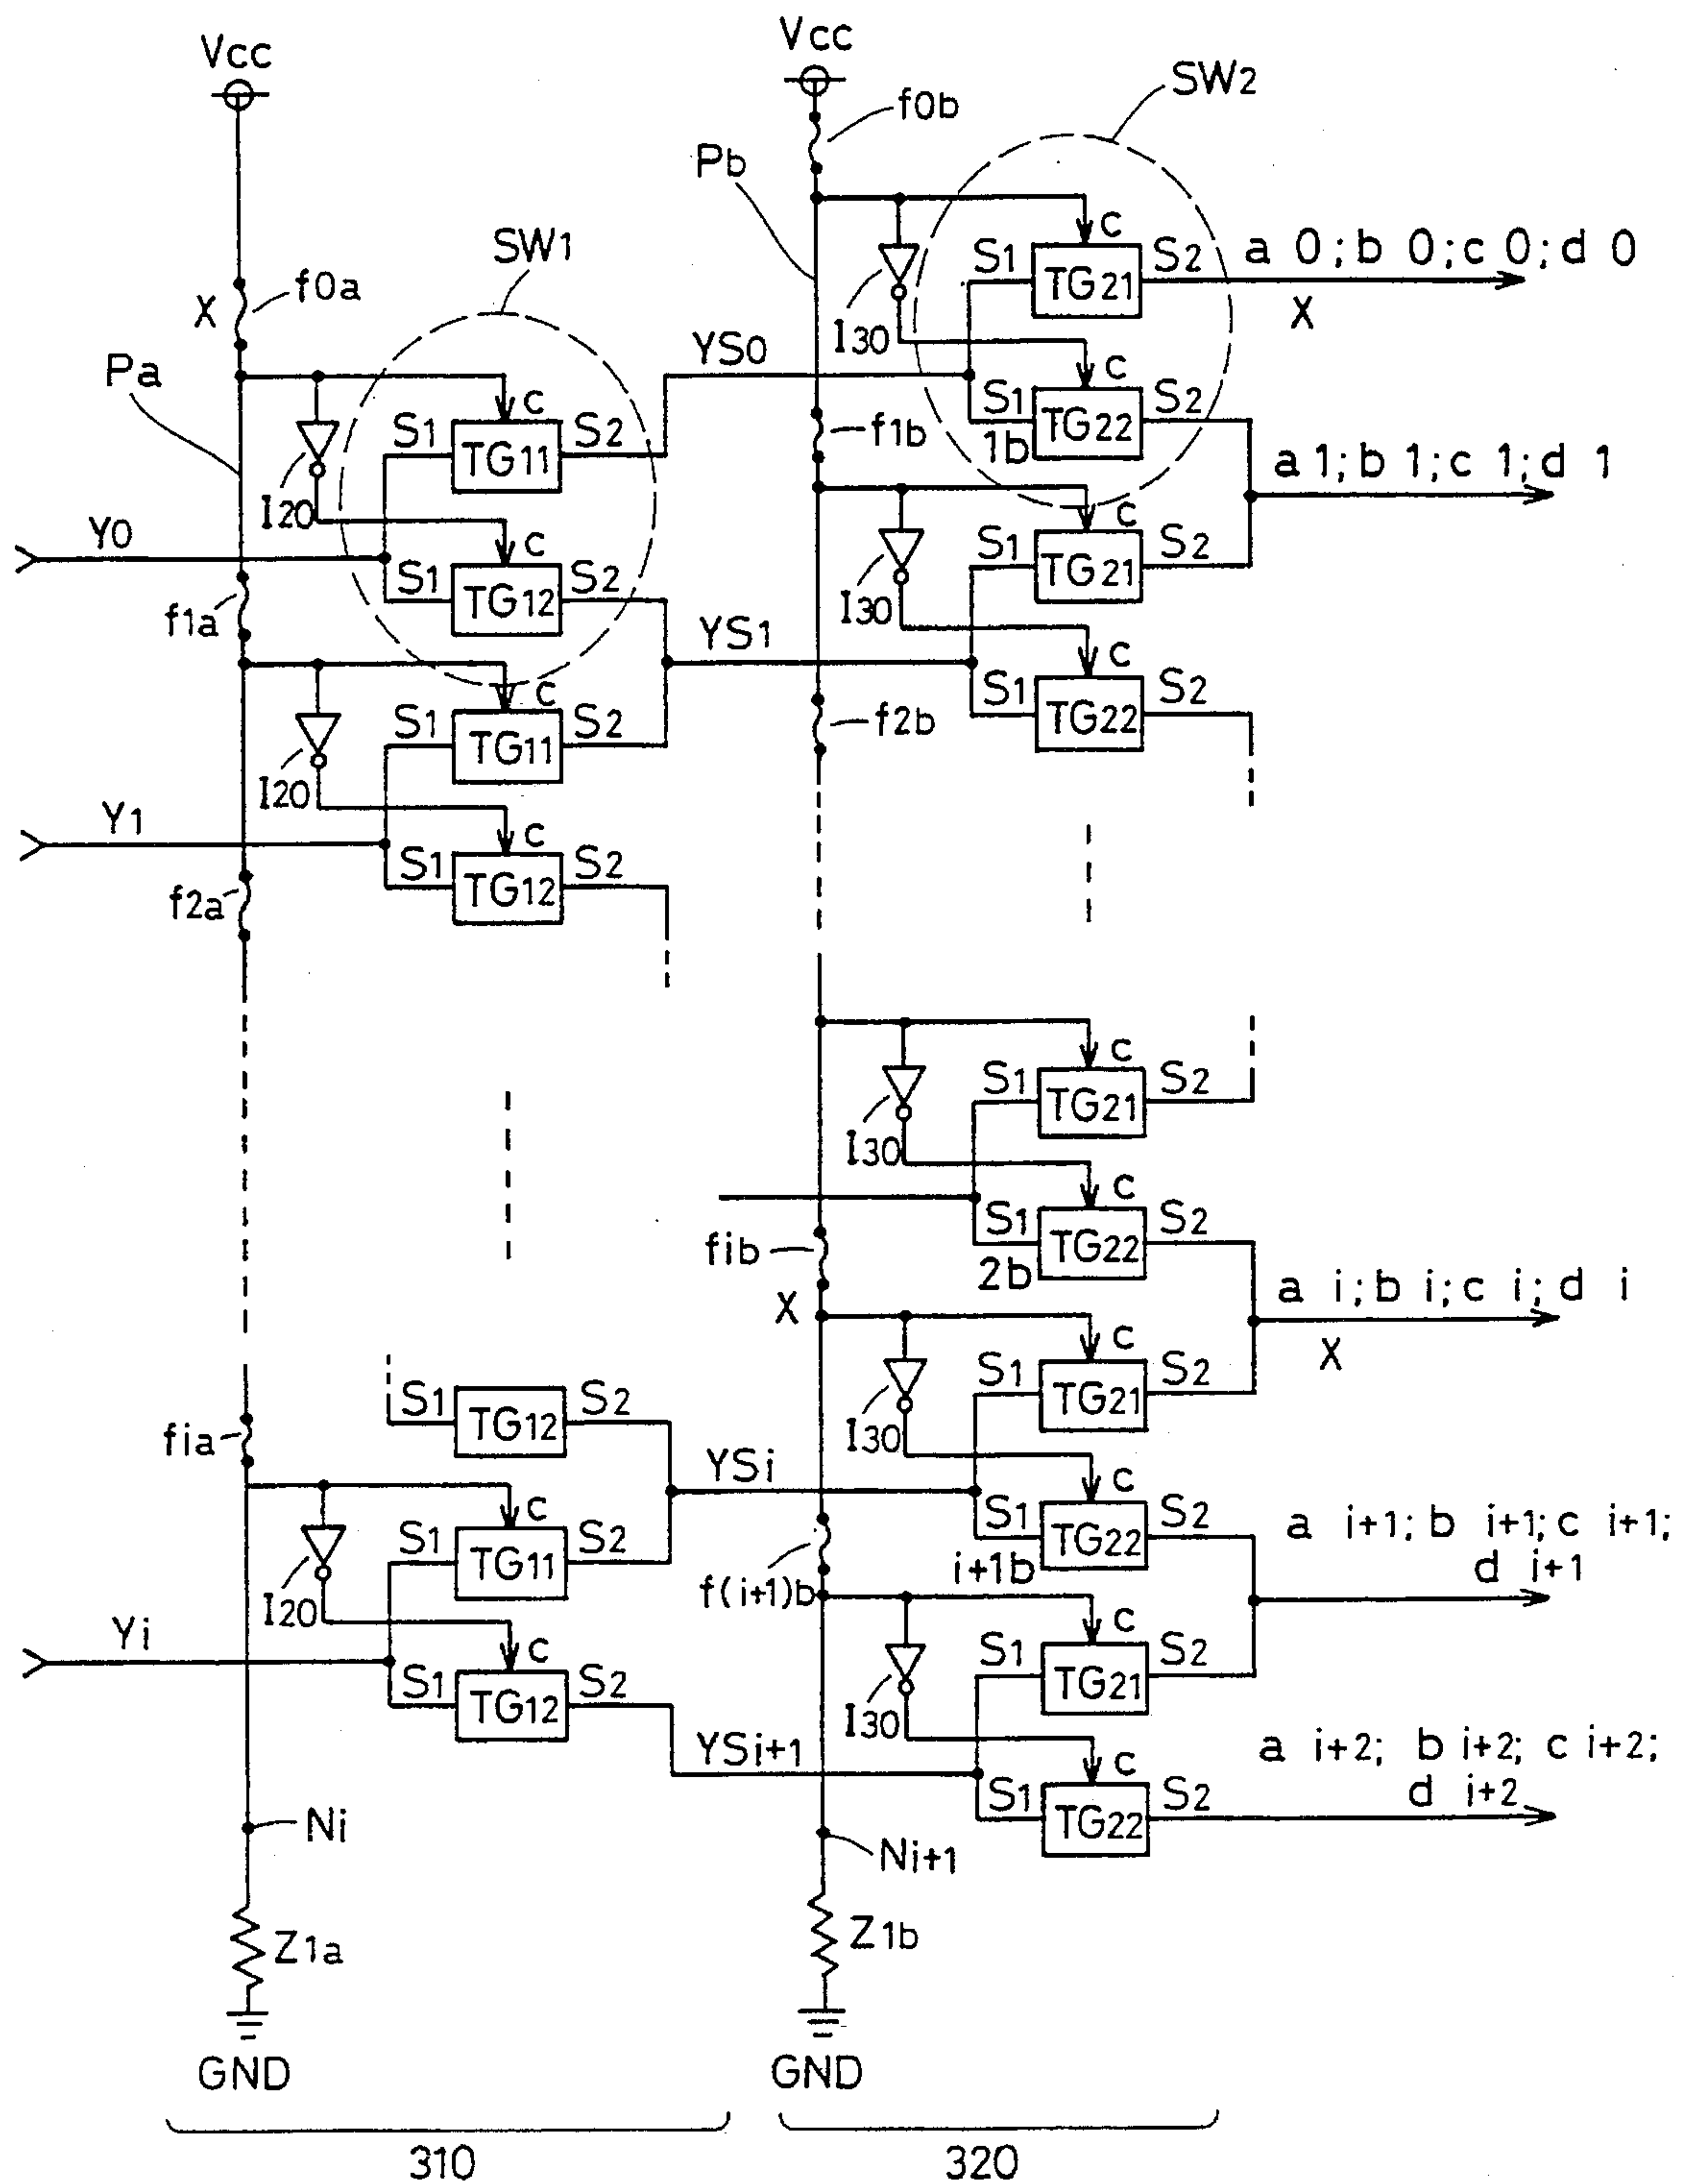 Vcc
Vcc
SW2
f0b
Pb
C
S1
TG21
S2
a 0;b 0;c 0;d 0
X
I30
SW1
f0a
X
Pa
YS0
C
S1
TG22
S2
1b
f1b
a 1;b 1;c 1;d 1
C
S1
TG11
S2
I20
Y0
C
S1
TG12
S2
f1a
C
S1
TG21
S2
I30
YS1
C
S1
TG22
S2
f2b
C
S1
TG11
S2
I20
Y1
C
S1
TG12
S2
f2a
C
S1
TG21
S2
I30
C
S1
TG22
S2
2b
fib
X
a i;b i;c i;d i
X
C
S1
TG21
S2
I30
S1
TG12
S2
fia
YSi
C
S1
TG22
S2
i+1b
f(i+1)b
a i+1; b i+1; c i+1;
d i+1
C
S1
TG11
S2
I20
Yi
C
S1
TG12
S2
C
S1
TG21
S2
I30
YSi+1
C
S1
TG22
S2
a i+2; b i+2; c i+2;
d i+2
Ni
Ni+1
Z1a
Z1b
GND
GND
310
320